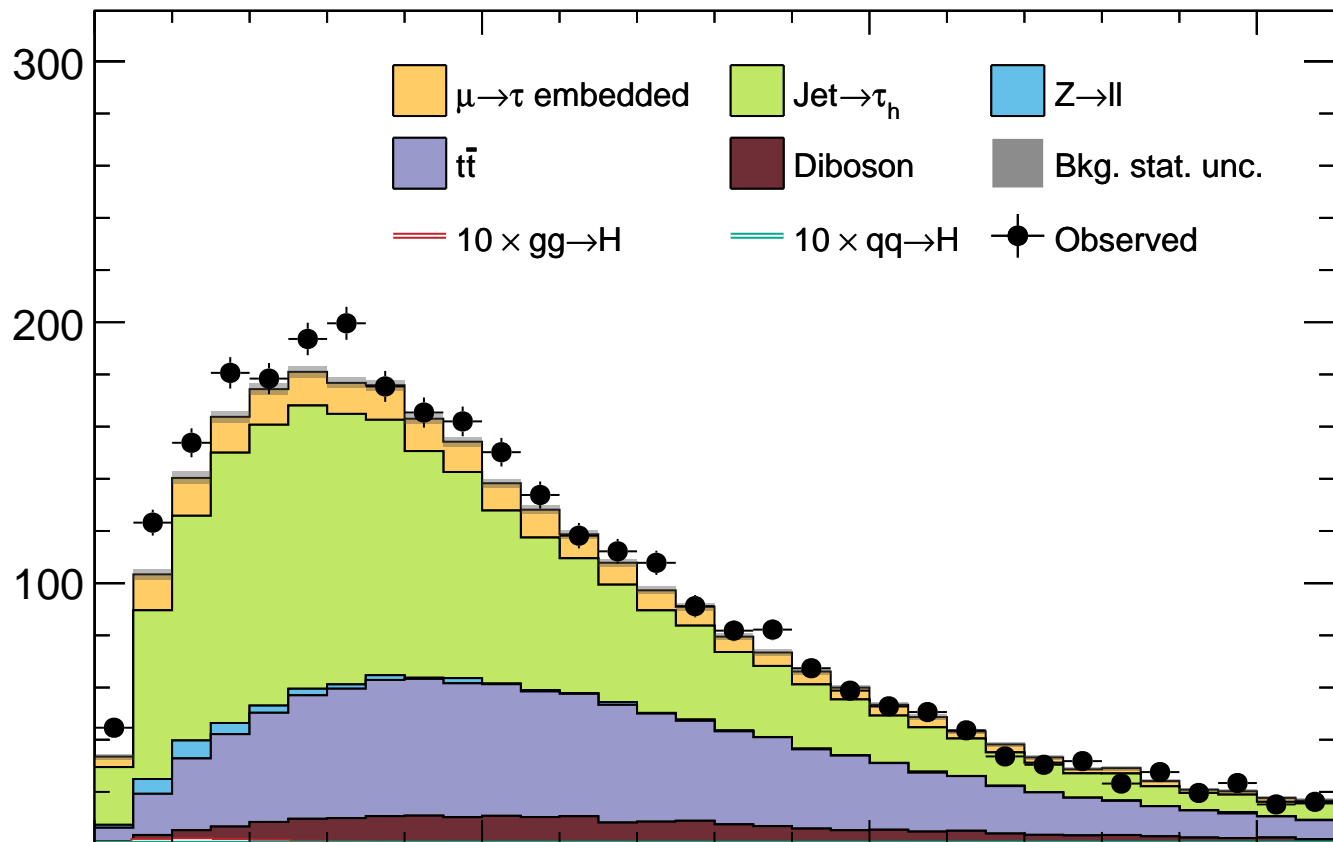 300
μ→τ embedded Jet→τh Z→ll
tt̄ Diboson Bkg. stat. unc.
10 × gg→H 10 × qq→H Observed
200
100